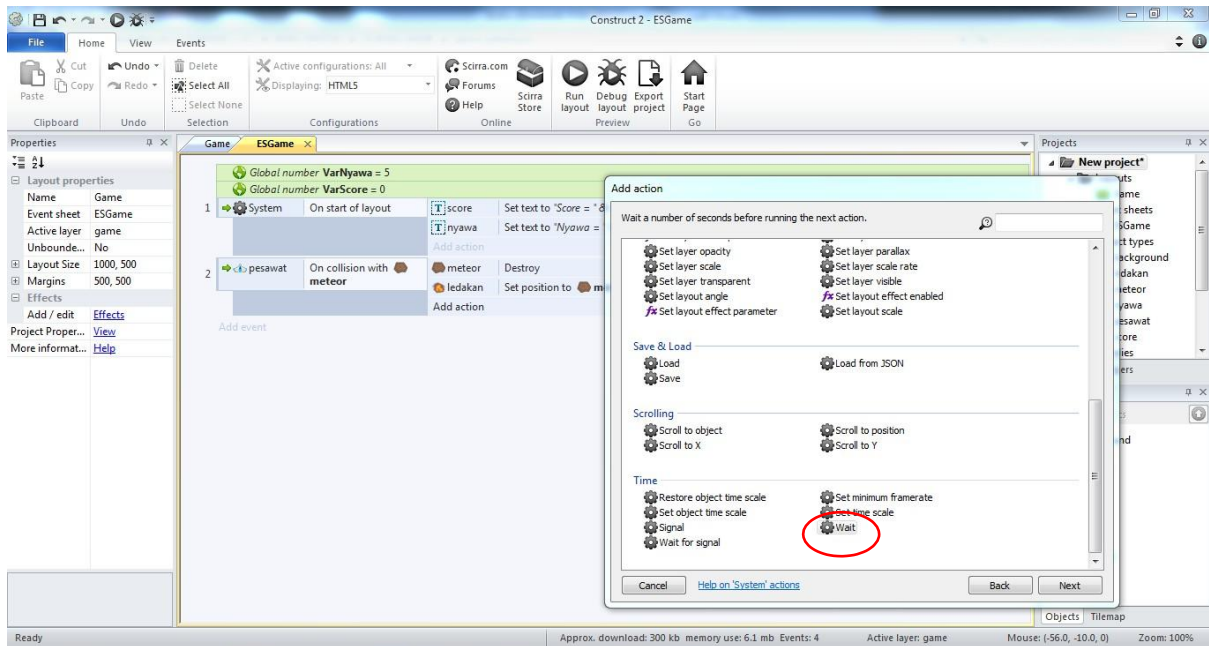 Construct 2 - ESGame
File Home View Events
Paste
Cut
Copy
Clipboard
Undo
Redo
Undo
Delete
Select All
Select None
Selection
Active configurations: All
Displaying: HTML5
Configurations
Scirra.com
Forums
Help
Scirra Store
Online
Run layout
Debug layout
Export project
Preview
Start Page
Go
Properties
Layout properties
Name Game
Event sheet ESGame
Active layer game
Unbounde... No
Layout Size 1000, 500
Margins 500, 500
Effects
Add / edit Effects
Project Proper... View
More informat... Help
Game ESGame
Global number VarNyawa = 5
Global number VarScore = 0
1 System On start of layout T score Set text to "Score = " &
T nyawa Set text to "Nyawa =
Add action
2 pesawat On collision with meteor meteor Destroy
ledakan Set position to
Add action
Add event
Add action
Wait a number of seconds before running the next action.
Set layer opacity Set layer parallax
Set layer scale Set layer scale rate
Set layer transparent Set layer visible
Set layout angle fx Set layout effect enabled
fx Set layout effect parameter Set layout scale
Save & Load
Load Load from JSON
Save
Scrolling
Scroll to object Scroll to position
Scroll to X Scroll to Y
Time
Restore object time scale Set minimum framerate
Set object time scale Set time scale
Signal Wait
Wait for signal
Cancel Help on 'System' actions Back Next
Projects
New project*
Objects Tilemap
Ready Approx. download: 300 kb memory use: 6.1 mb Events: 4 Active layer: game Mouse: (-56.0, -10.0, 0) Zoom: 100%